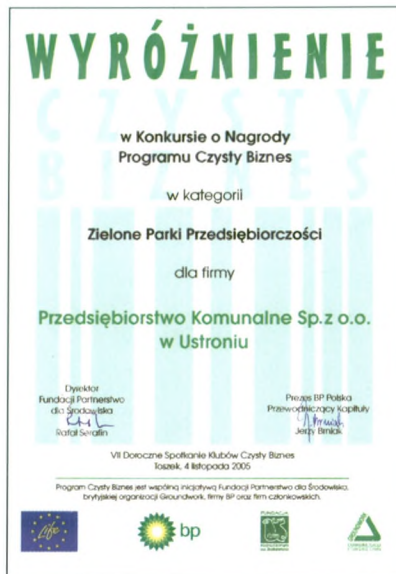 WYRÓŻNIENIE
CZYSTY
BIZNES
w Konkursie o Nagrody
Programu Czysty Biznes
w kategorii
Zielone Parki Przedsiębiorczości
dla firmy
Przedsiębiorstwo Komunalne Sp.z o.o.
w Ustroniu
Dyrektor
Fundacji Partnerstwo
dla Środowiska
Rafał Serafin
Prezes BP Polska
Przewodniczący Kapituły
Jerzy Brniak
VII Doroczne Spotkanie Klubów Czysty Biznes
Toszek, 4 listopada 2005
Program Czysty Biznes jest wspólną inicjatywą Fundacji Partnerstwo dla Środowiska,
brytyjskiej organizacji Groundwork, firmy BP oraz firm członkowskich.
Life
bp
FUNDACJA